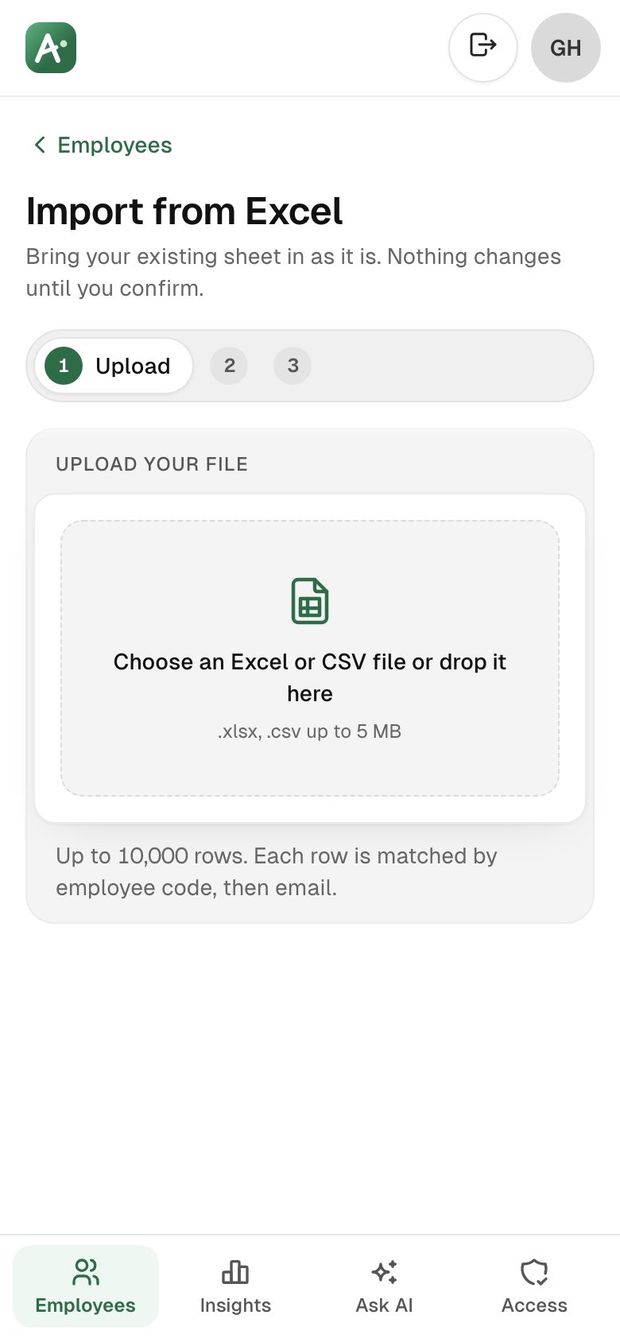 A
GH
Employees
Import from Excel
Bring your existing sheet in as it is. Nothing changes
until you confirm.
1 Upload 2 3
UPLOAD YOUR FILE
Choose an Excel or CSV file or drop it
here
.xlsx, .csv up to 5 MB
Up to 10,000 rows. Each row is matched by
employee code, then email.
Employees Insights Ask AI Access